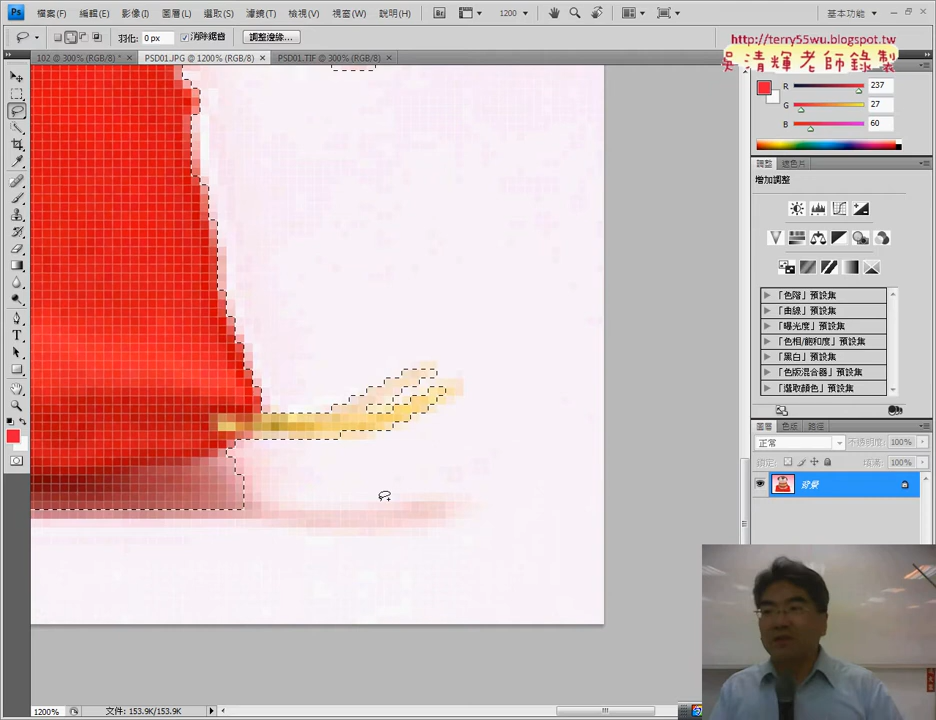 Ps 檔案(F) 編輯(E) 影像(I) 圖層(L) 選取(S) 濾鏡(T) 檢視(V) 視窗(W) 說明(H) Br 1200 基本功能
羽化: 0 px 消除鋸齒 調整邊緣...
http://terry55wu.blogspot.tw
吳清輝老師錄製
102 @ 300% (RGB/8) * PSD01.JPG @ 1200% (RGB/8) PSD01.TIF @ 300% (RGB/8)
R 237
G 27
B 60
調整 遮色片
增加調整
「色階」預設集
「曲線」預設集
「曝光度」預設集
「色相/飽和度」預設集
「黑白」預設集
「色版混合器」預設集
「選取顏色」預設集
圖層 色版 路徑
正常 不透明度: 100%
鎖定: 填滿: 100%
背景
1200% 文件: 153.9K/153.9K